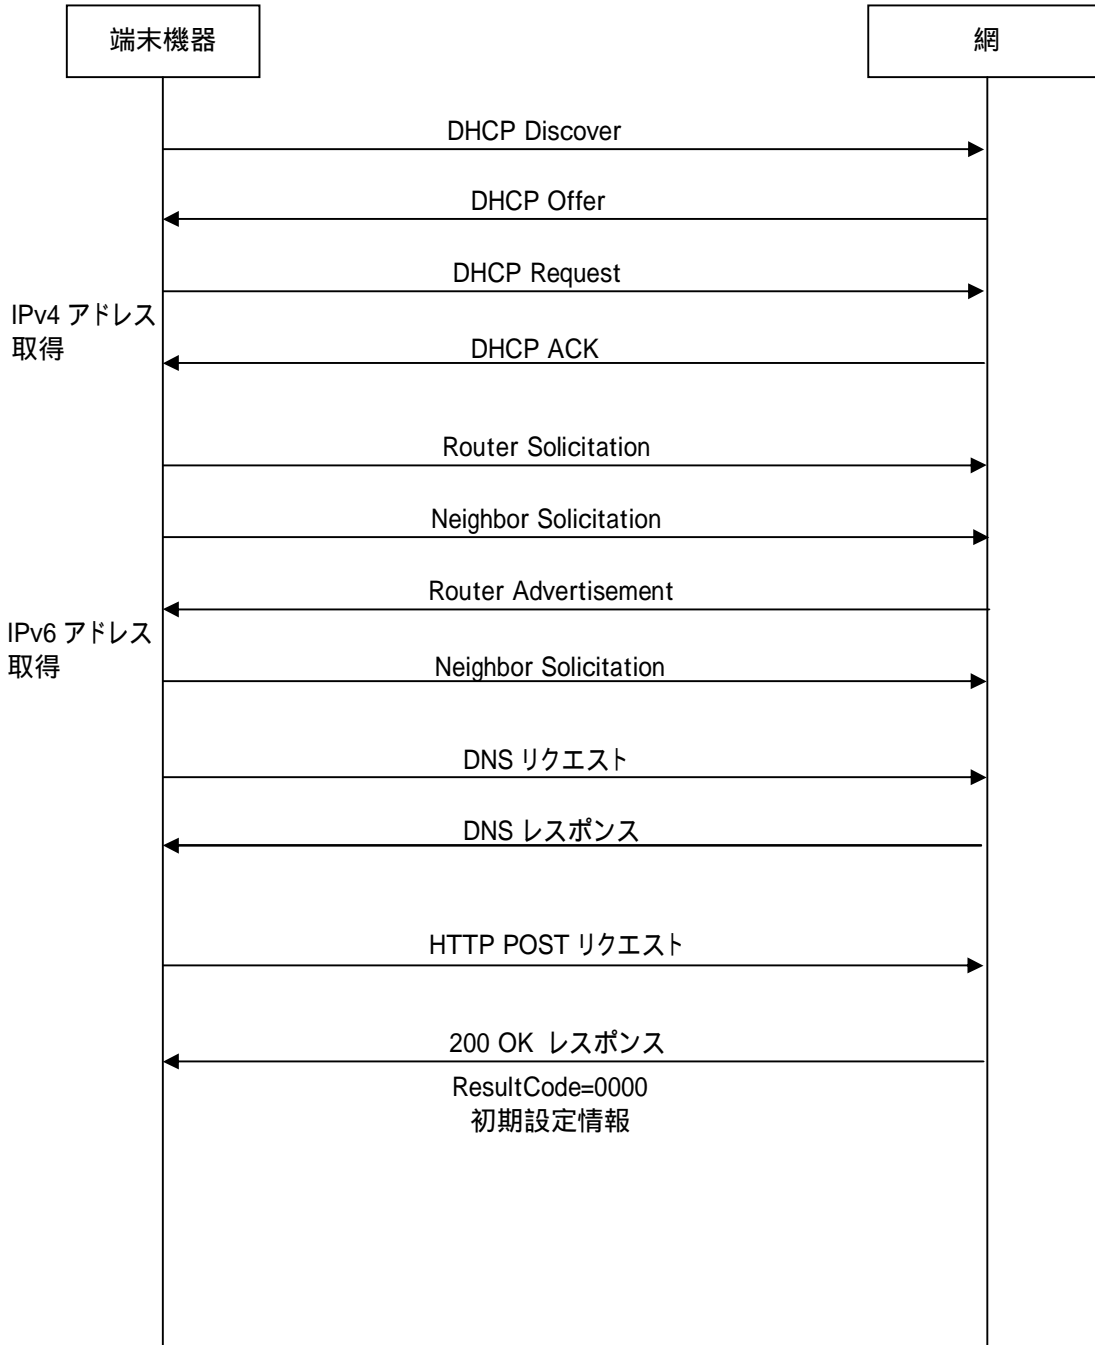 端末機器
網
DHCP Discover
DHCP Offer
DHCP Request
IPv4 アドレス
取得
DHCP ACK
Router Solicitation
Neighbor Solicitation
Router Advertisement
IPv6 アドレス
取得
Neighbor Solicitation
DNS リクエスト
DNS レスポンス
HTTP POST リクエスト
200 OK レスポンス
ResultCode=0000
初期設定情報